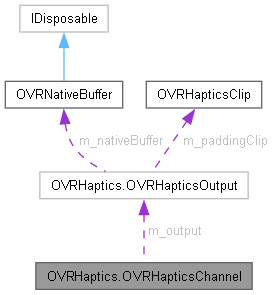 IDisposable
OVRNativeBuffer
OVRHapticsClip
m_nativeBuffer
m_paddingClip
OVRHaptics.OVRHapticsOutput
m_output
OVRHaptics.OVRHapticsChannel